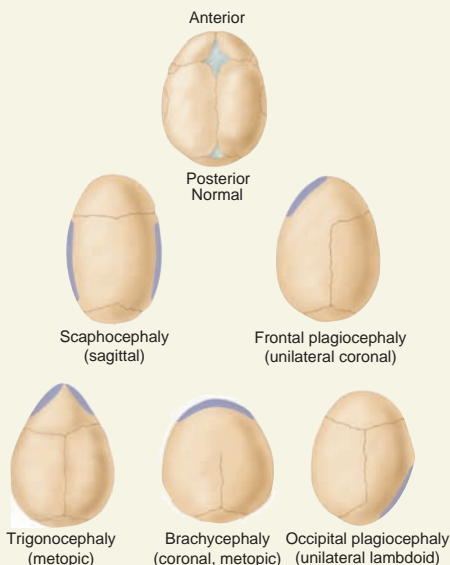 Anterior
Posterior
Normal
Scaphocephaly
(sagittal)
Frontal plagiocephaly
(unilateral coronal)
Trigonocephaly
(metopic)
Brachycephaly
(coronal, metopic)
Occipital plagiocephaly
(unilateral lambdoid)